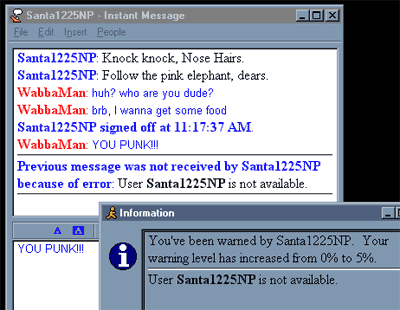 Santa1225NP - Instant Message
File Edit Insert People
Santa1225NP: Knock knock, Nose Hairs.
Santa1225NP: Follow the pink elephant, dears.
WabbaMan: huh? who are you dude?
WabbaMan: brb, I wanna get some food
Santa1225NP signed off at 11:17:37 AM.
WabbaMan: YOU PUNK!!!
Previous message was not received by Santa1225NP
because of error: User Santa1225NP is not available.
A A
YOU PUNK!!!
Information
You've been warned by Santa1225NP. Your
warning level has increased from 0% to 5%.
User Santa1225NP is not available.